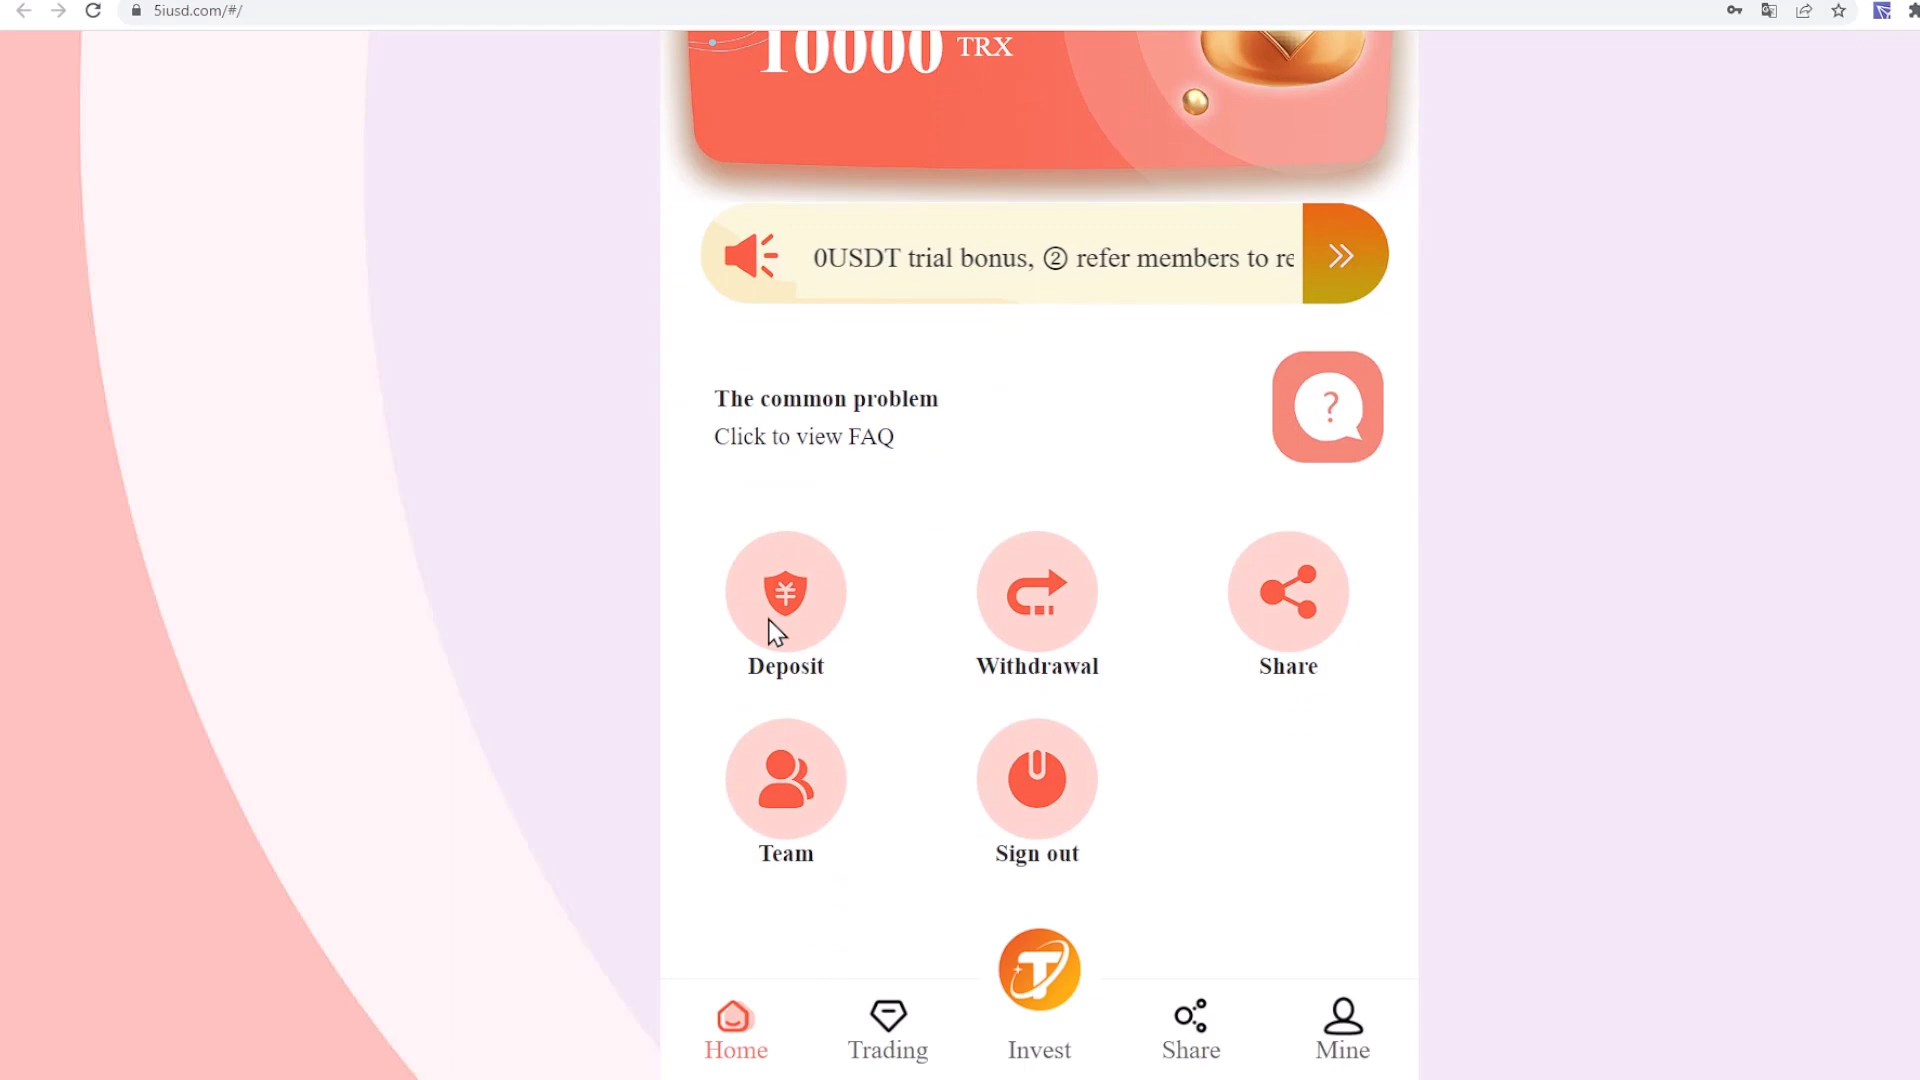 5iusd.com/#/
10000 TRX
0USDT trial bonus, ② refer members to re
The common problem
Click to view FAQ
Deposit
Withdrawal
Share
Team
Sign out
Home
Trading
Invest
Share
Mine